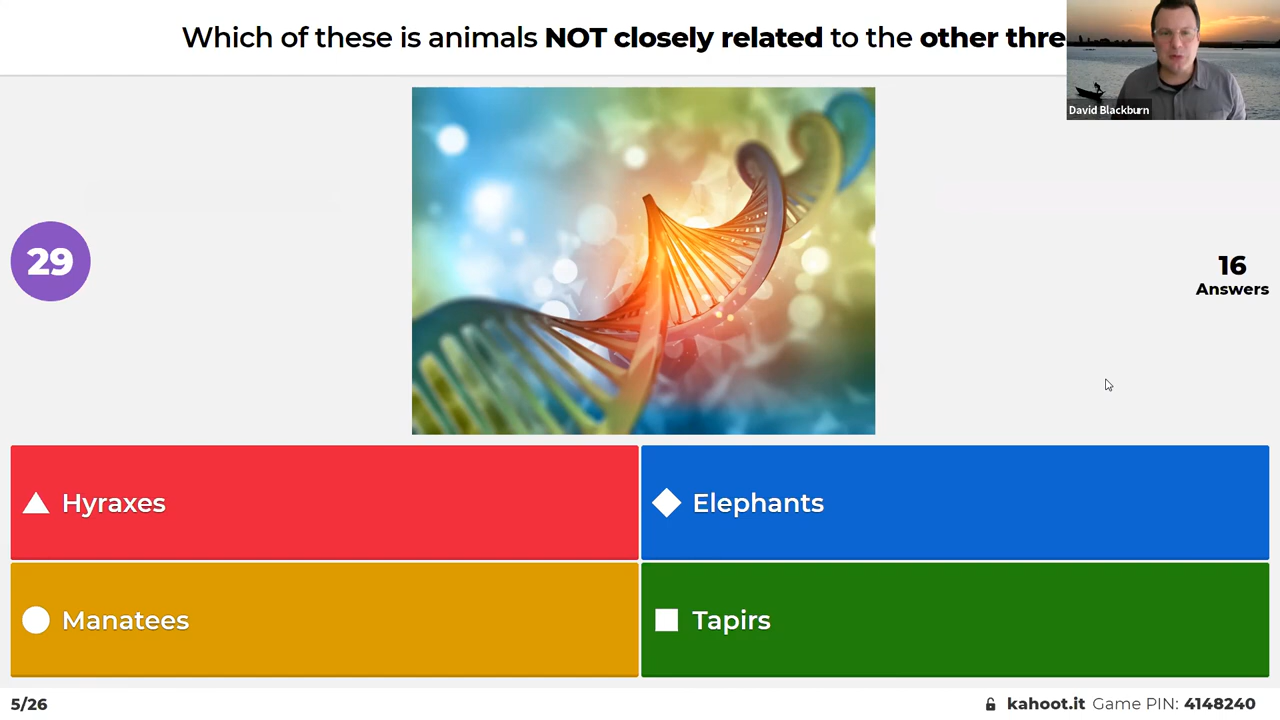 Which of these is animals NOT closely related to the other thre
David Blackburn
29
16
Answers
Hyraxes
Elephants
Manatees
Tapirs
5/26
kahoot.it Game PIN: 4148240